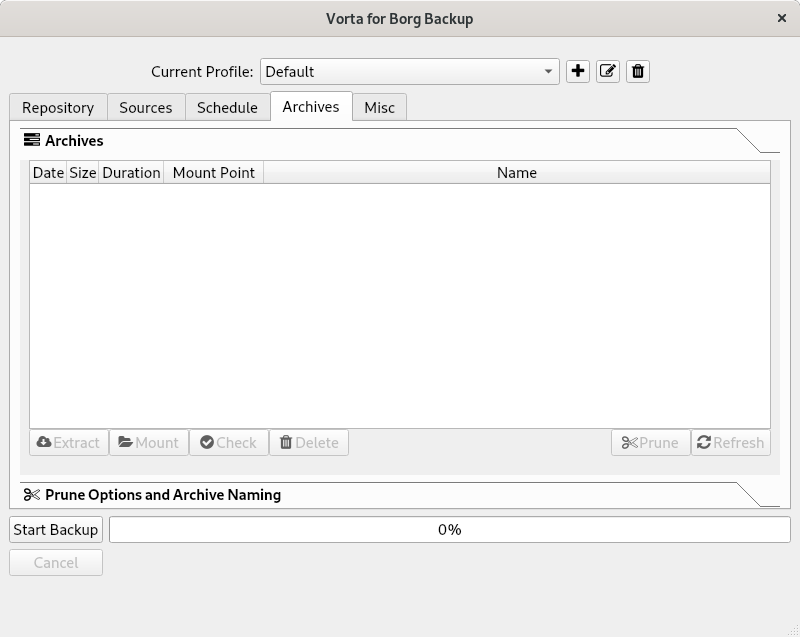 Vorta for Borg Backup
Current Profile: Default
Repository Sources Schedule Archives Misc
Archives
Date Size Duration Mount Point Name
Extract Mount Check Delete Prune Refresh
Prune Options and Archive Naming
Start Backup 0%
Cancel